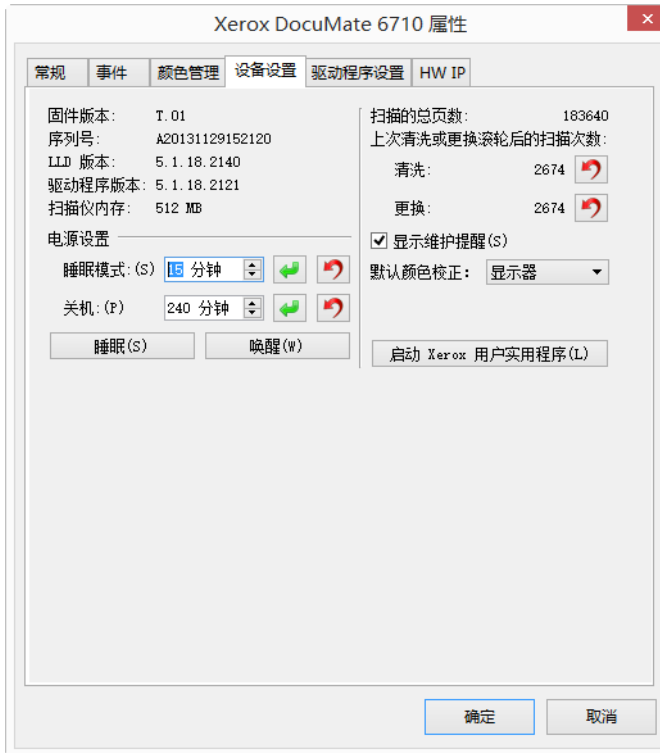 Xerox DocuMate 6710 属性
常规 事件 颜色管理 设备设置 驱动程序设置 HW IP
固件版本: T.01
序列号: A20131129152120
LLD 版本: 5.1.18.2140
驱动程序版本: 5.1.18.2121
扫描仪内存: 512 MB
电源设置
睡眠模式:(S) 15 分钟
关机:(P) 240 分钟
睡眠(S) 唤醒(W)
扫描的总页数: 183640
上次清洗或更换滚轮后的扫描次数:
清洗: 2674
更换: 2674
显示维护提醒(S)
默认颜色校正: 显示器
启动 Xerox 用户实用程序(L)
确定 取消